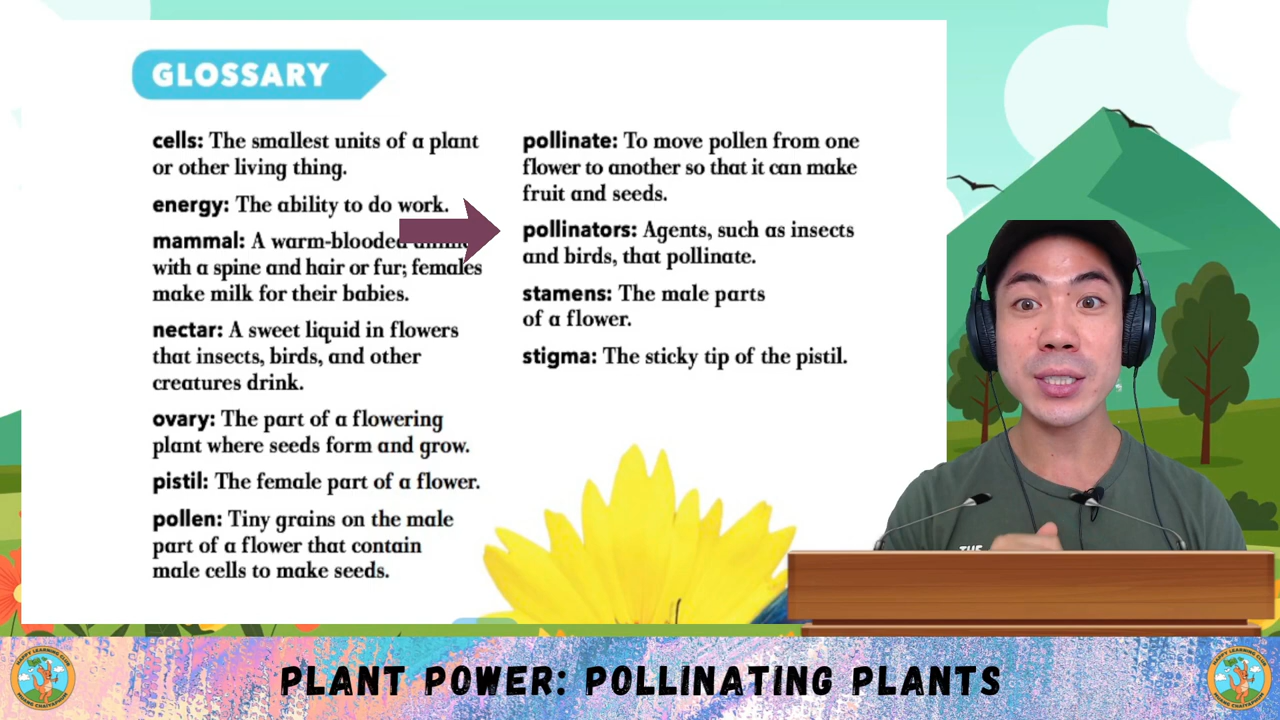 GLOSSARY
cells: The smallest units of a plant
or other living thing.
energy: The ability to do work.
mammal: A warm-blooded
with a spine and hair or fur; females
make milk for their babies.
nectar: A sweet liquid in flowers
that insects, birds, and other
creatures drink.
ovary: The part of a flowering
plant where seeds form and grow.
pistil: The female part of a flower.
pollen: Tiny grains on the male
part of a flower that contain
male cells to make seeds.
pollinate: To move pollen from one
flower to another so that it can make
fruit and seeds.
pollinators: Agents, such as insects
and birds, that pollinate.
stamens: The male parts
of a flower.
stigma: The sticky tip of the pistil.
THE
PLANT POWER: POLLINATING PLANTS